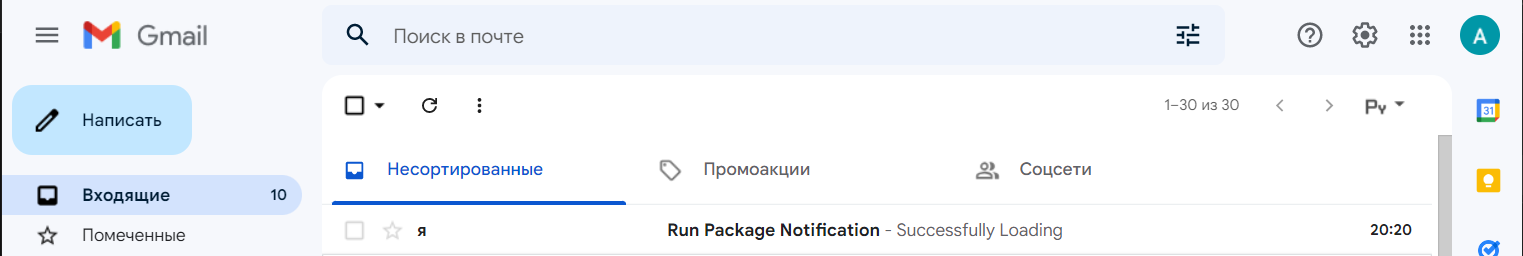 Gmail
Поиск в почте
A
Написать
1–30 из 30
Ру
31
Несортированные
Промоакции
Соцсети
Входящие 10
я Run Package Notification - Successfully Loading 20:20
Помеченные